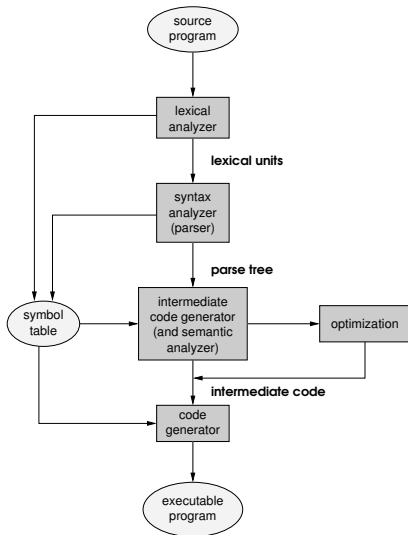 source
program
lexical
analyzer
lexical units
syntax
analyzer
(parser)
parse tree
symbol
table
intermediate
code generator
(and semantic
analyzer)
optimization
intermediate code
code
generator
executable
program